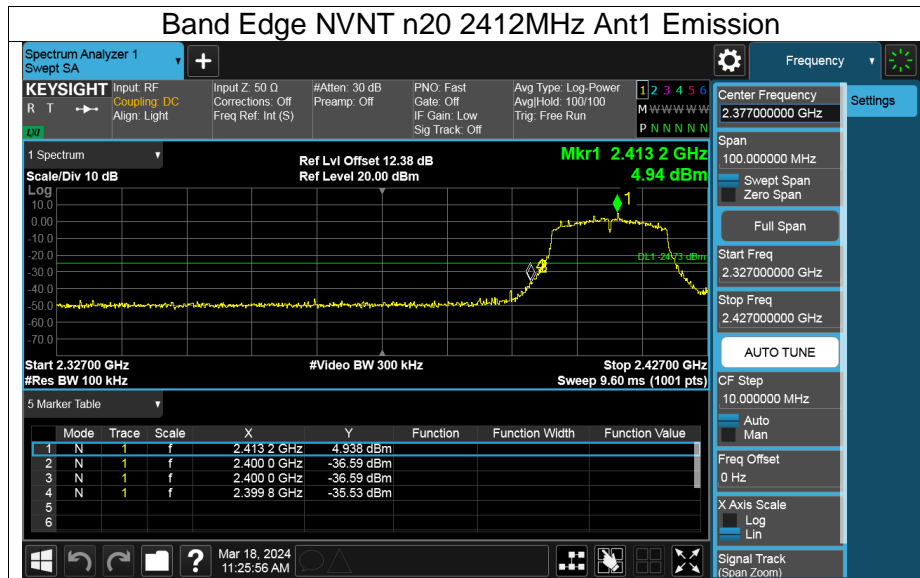 Band Edge NVNT n20 2412MHz Ant1 Emission
Spectrum Analyzer 1
Swept SA
+
Frequency
KEYSIGHT
R T
LXI
Input: RF
Coupling: DC
Align: Light
Input Z: 50 Ω
Corrections: Off
Freq Ref: Int (S)
#Atten: 30 dB
Preamp: Off
PNO: Fast
Gate: Off
IF Gain: Low
Sig Track: Off
Avg Type: Log-Power
Avg|Hold: 100/100
Trig: Free Run
1 2 3 4 5 6
M W W W W W
P N N N N N
Center Frequency
2.377000000 GHz
Settings
1 Spectrum
Scale/Div 10 dB
Ref Lvl Offset 12.38 dB
Ref Level 20.00 dBm
Mkr1 2.413 2 GHz
4.94 dBm
Span
100.000000 MHz
Swept Span
Zero Span
Full Span
Start Freq
2.327000000 GHz
Stop Freq
2.427000000 GHz
AUTO TUNE
CF Step
10.000000 MHz
Auto
Man
Freq Offset
0 Hz
X Axis Scale
Log
Lin
Signal Track
(Span Zoom)
Log
10.0
0.00
-10.0
-20.0
-30.0
-40.0
-50.0
-60.0
-70.0
1
DL1 -24.73 dBm
Start 2.32700 GHz
#Video BW 300 kHz
Stop 2.42700 GHz
#Res BW 100 kHz
Sweep 9.60 ms (1001 pts)
5 Marker Table
Mode Trace Scale X Y Function Function Width Function Value
1 N 1 f 2.413 2 GHz 4.938 dBm
2 N 1 f 2.400 0 GHz -36.59 dBm
3 N 1 f 2.400 0 GHz -36.59 dBm
4 N 1 f 2.399 8 GHz -35.53 dBm
5
6
?
Mar 18, 2024
11:25:56 AM